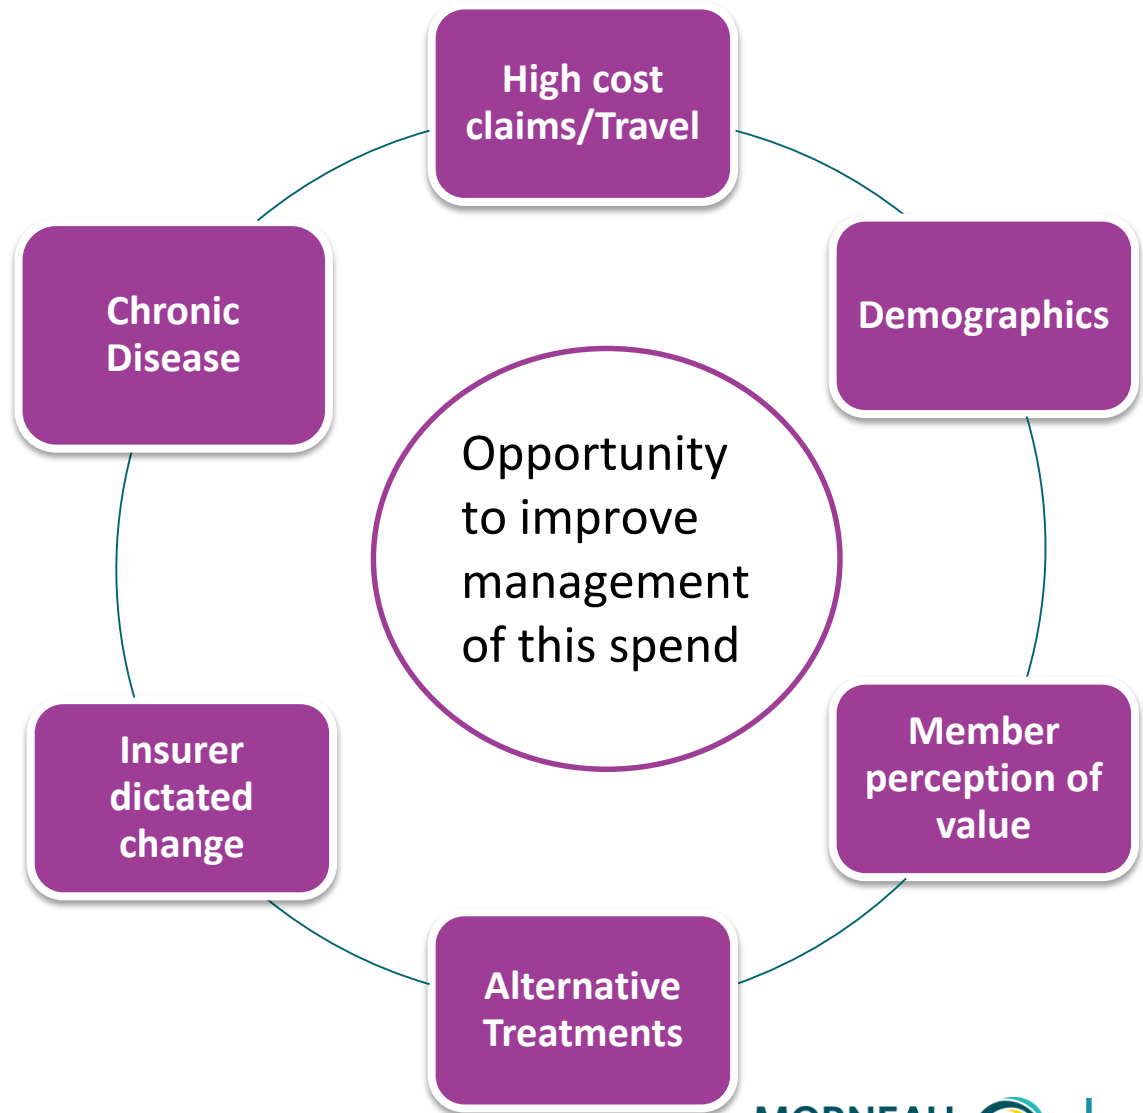 High cost
claims/Travel
Demographics
Member
perception of
value
Alternative
Treatments
Insurer
dictated
change
Chronic
Disease
Opportunity
to improve
management
of this spend
MORNEAU